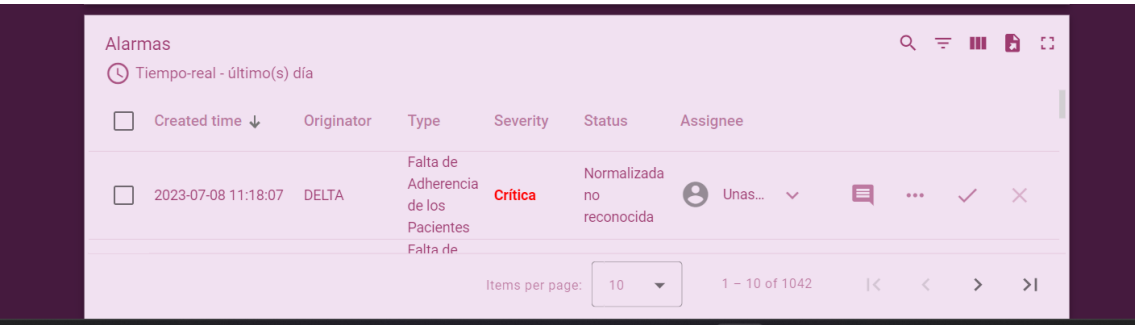 Alarmas
Tiempo-real - último(s) día
Created time Originator Type Severity Status Assignee
2023-07-08 11:18:07 DELTA Falta de Adherencia de los Pacientes Crítica Normalizada no reconocida Unas...
Falta de
Items per page: 10 1 – 10 of 1042